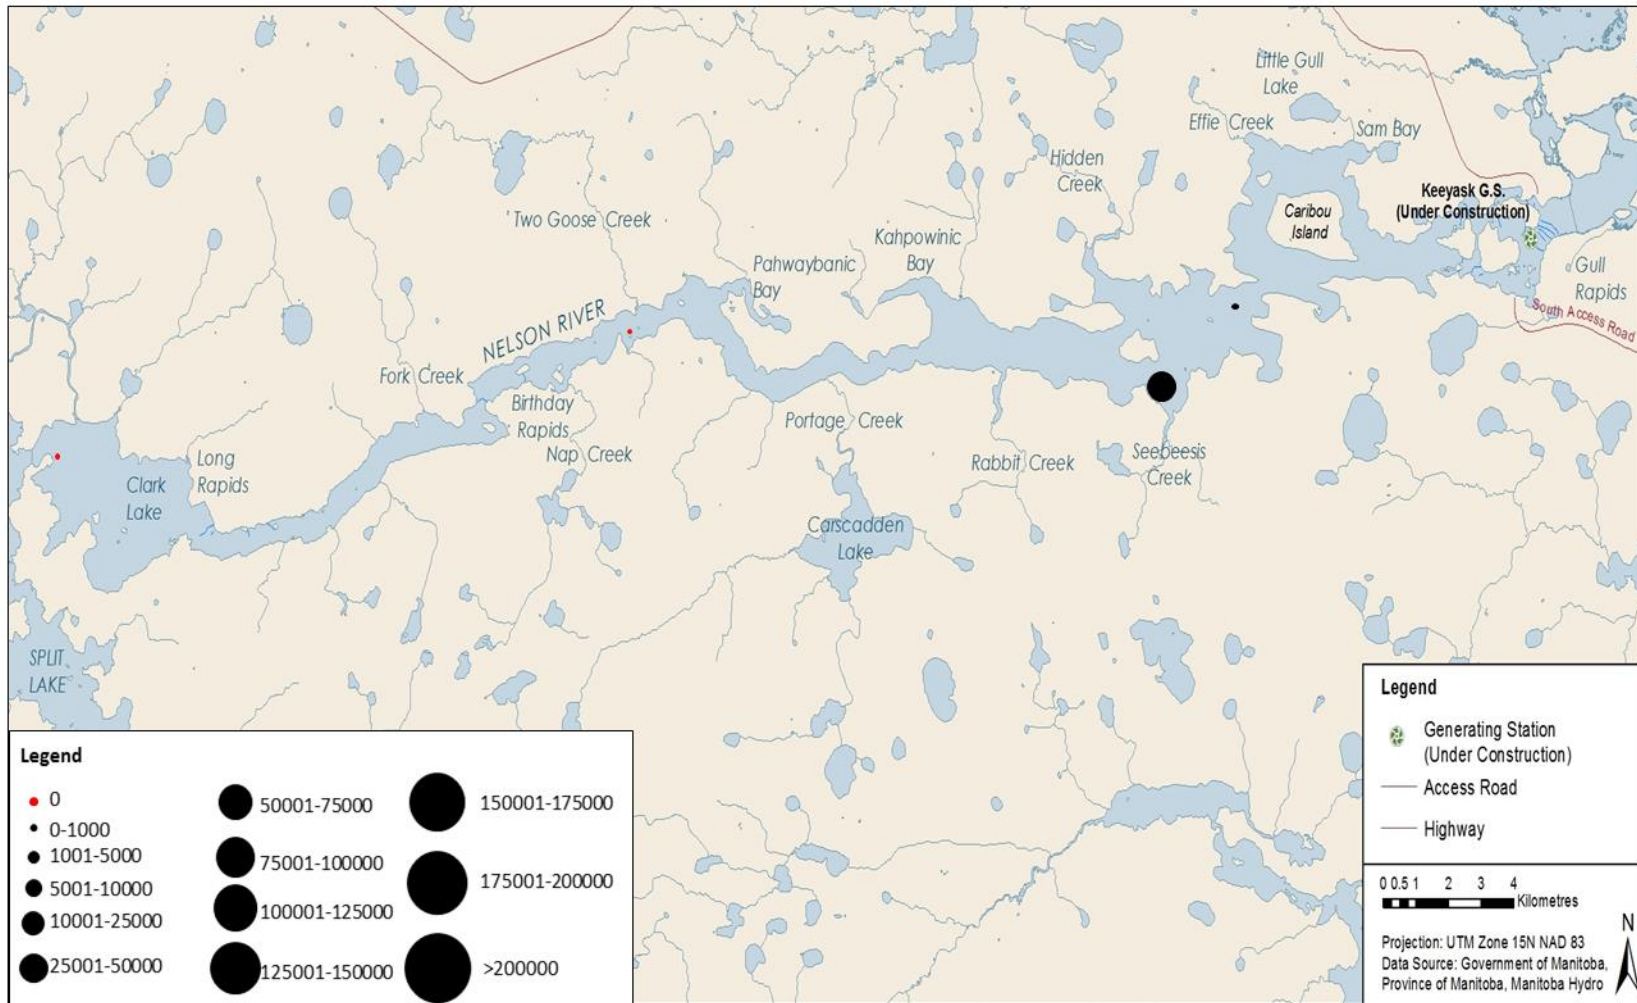 Little Gull
Lake
Effie Creek
Sam Bay
Hidden
Creek
Keeyask G.S.
(Under Construction)
Two Goose Creek
Caribou
Island
Kahpowinic
Bay
Pahwaybanic
Bay
Gull
Rapids
South Access Road
NELSON RIVER
Fork Creek
Birthday
Rapids
Portage Creek
Nap Creek
Long
Rapids
Rabbit Creek
Seebeesis
Creek
Clark
Lake
Carscadden
Lake
SPLIT
LAKE
Legend
0
0-1000
1001-5000
5001-10000
10001-25000
25001-50000
50001-75000
75001-100000
100001-125000
125001-150000
150001-175000
175001-200000
>200000
Legend
Generating Station
(Under Construction)
Access Road
Highway
0 0.5 1 2 3 4
Kilometres
N
Projection: UTM Zone 15N NAD 83
Data Source: Government of Manitoba,
Province of Manitoba, Manitoba Hydro